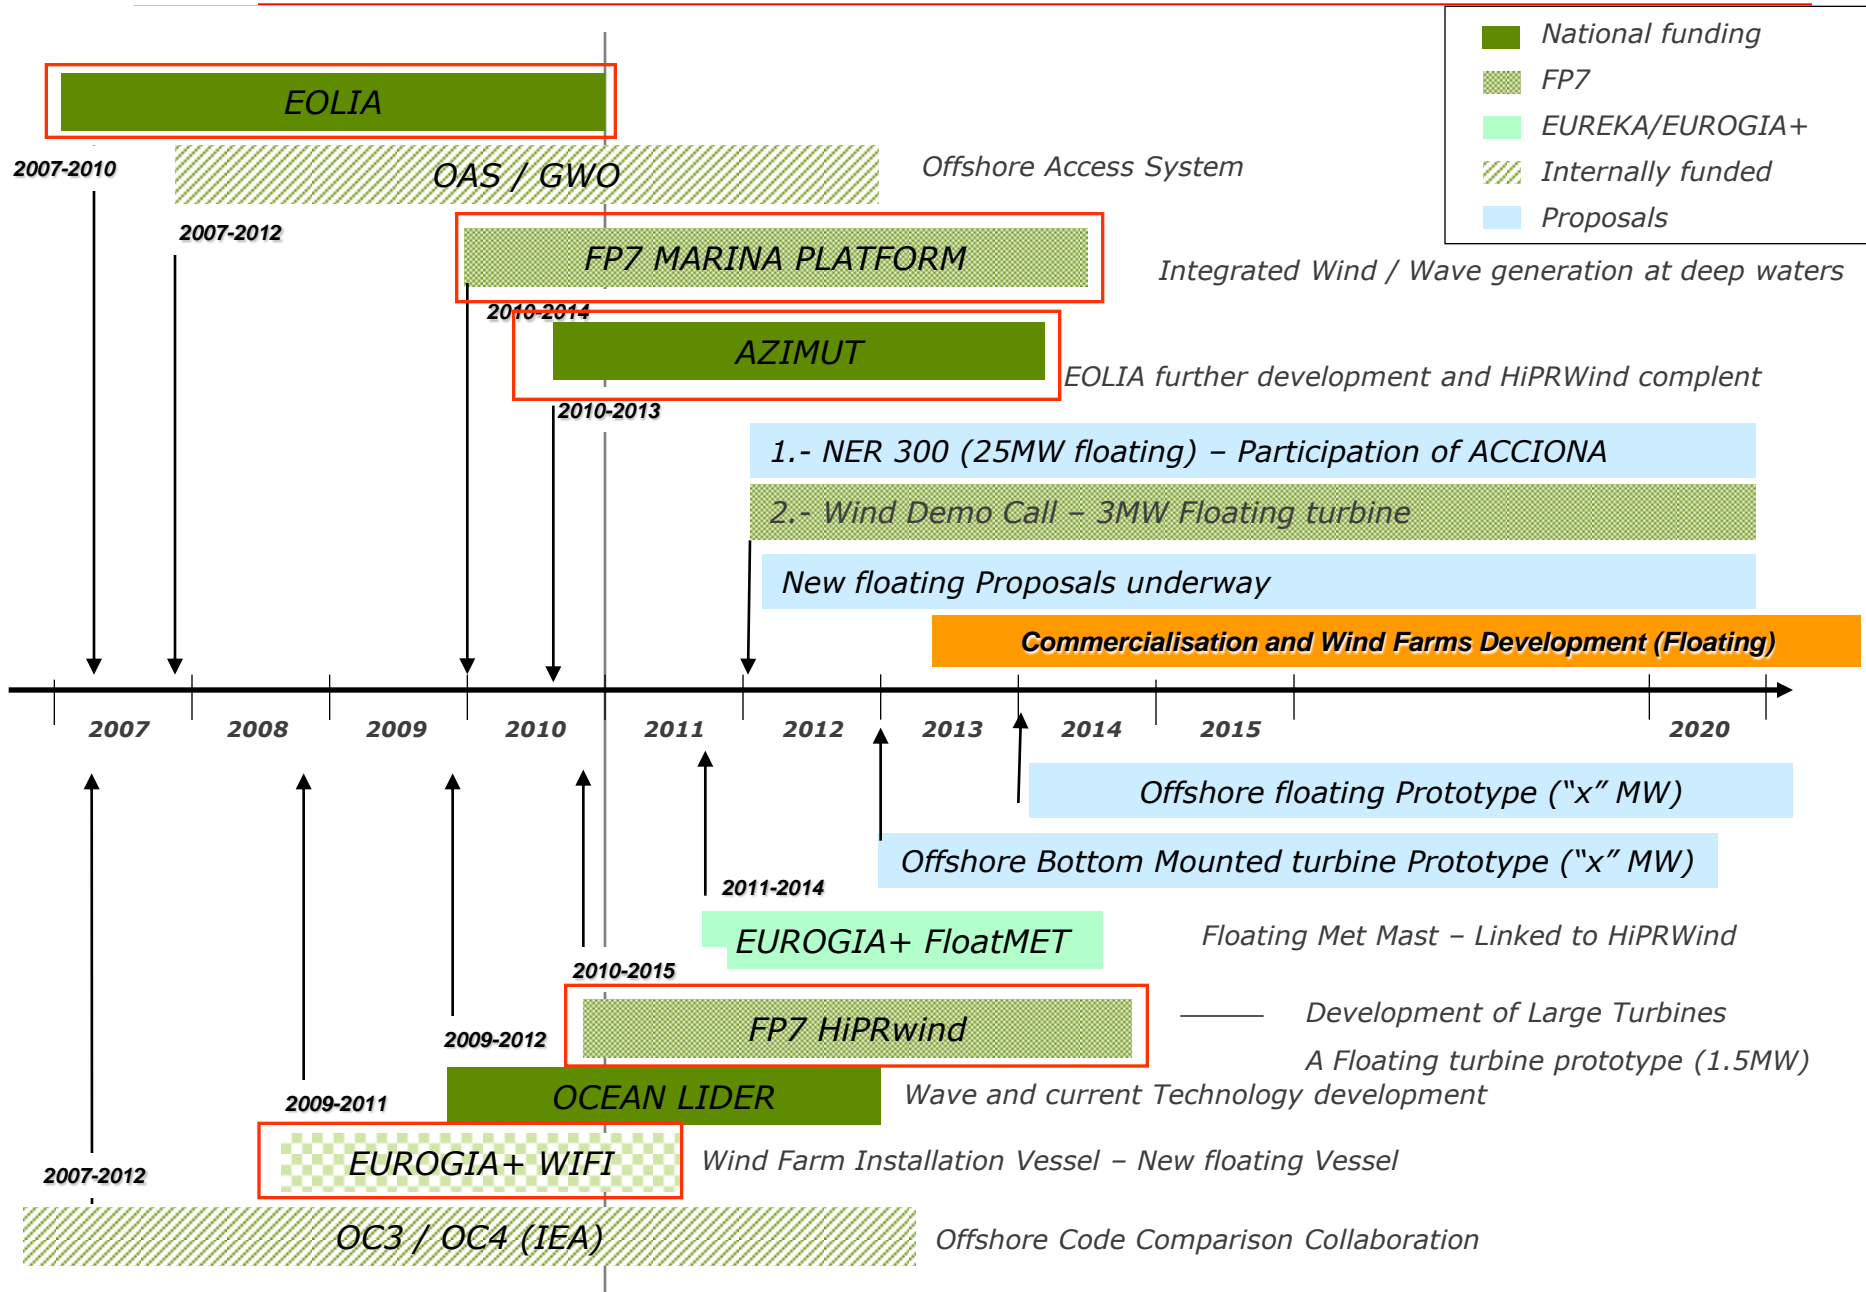 National funding
FP7
EUREKA/EUROGIA+
Internally funded
Proposals
EOLIA
2007-2010
OAS / GWO
Offshore Access System
2007-2012
FP7 MARINA PLATFORM
Integrated Wind / Wave generation at deep waters
2010-2014
AZIMUT
EOLIA further development and HiPRWind complent
2010-2013
1.- NER 300 (25MW floating) – Participation of ACCIONA
2.- Wind Demo Call – 3MW Floating turbine
New floating Proposals underway
Commercialisation and Wind Farms Development (Floating)
2007 2008 2009 2010 2011 2012 2013 2014 2015 2020
Offshore floating Prototype (“x” MW)
Offshore Bottom Mounted turbine Prototype (“x” MW)
2011-2014
EUROGIA+ FloatMET
Floating Met Mast – Linked to HiPRWind
2010-2015
FP7 HiPRwind
Development of Large Turbines
A Floating turbine prototype (1.5MW)
2009-2012
OCEAN LIDER
Wave and current Technology development
2009-2011
EUROGIA+ WIFI
Wind Farm Installation Vessel – New floating Vessel
2007-2012
OC3 / OC4 (IEA)
Offshore Code Comparison Collaboration